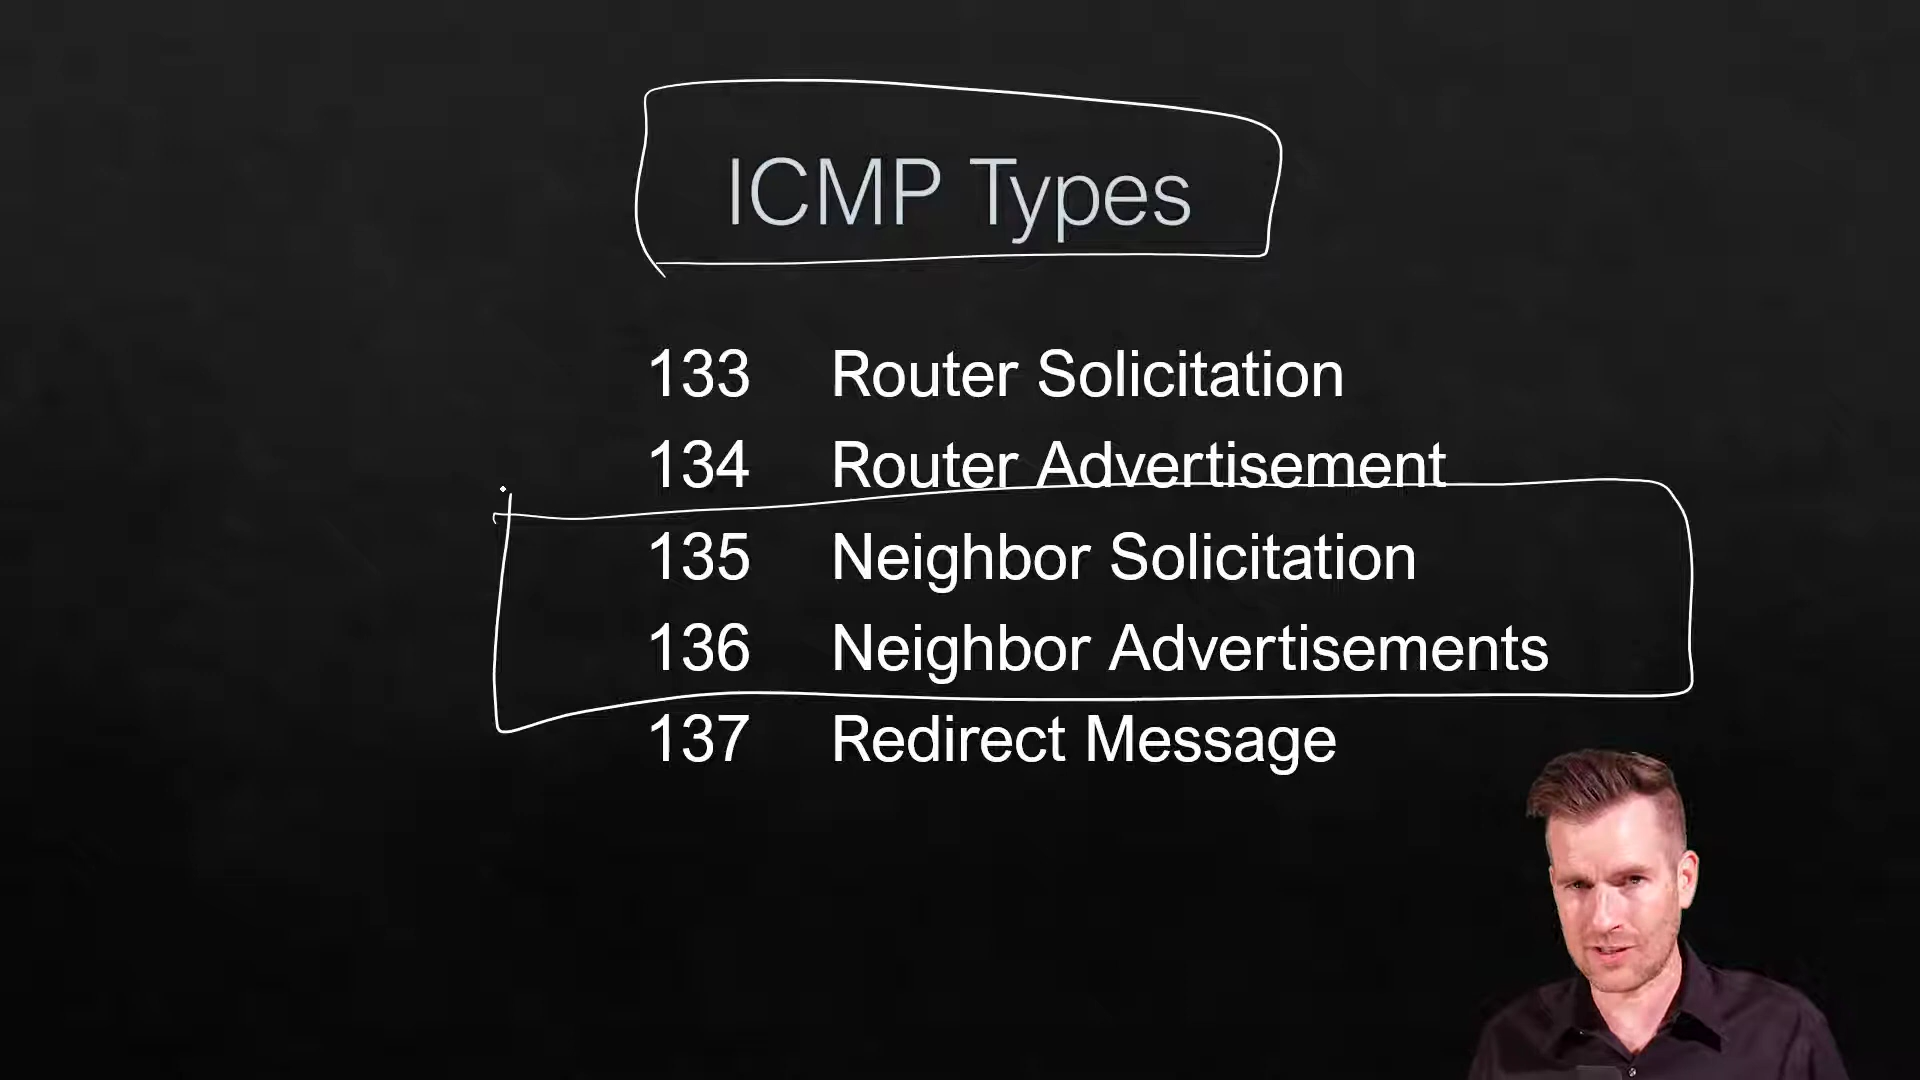 ICMP Types
133 Router Solicitation
134 Router Advertisement
135 Neighbor Solicitation
136 Neighbor Advertisements
137 Redirect Message